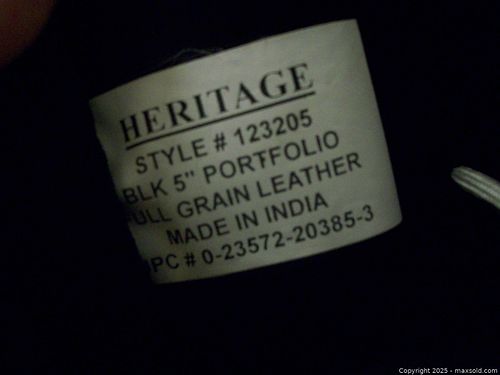 HERITAGE
STYLE # 123205
BLK 5" PORTFOLIO
ULL GRAIN LEATHER
MADE IN INDIA
PC # 0-23572-20385-3
Copyright 2025 - maxsold.com